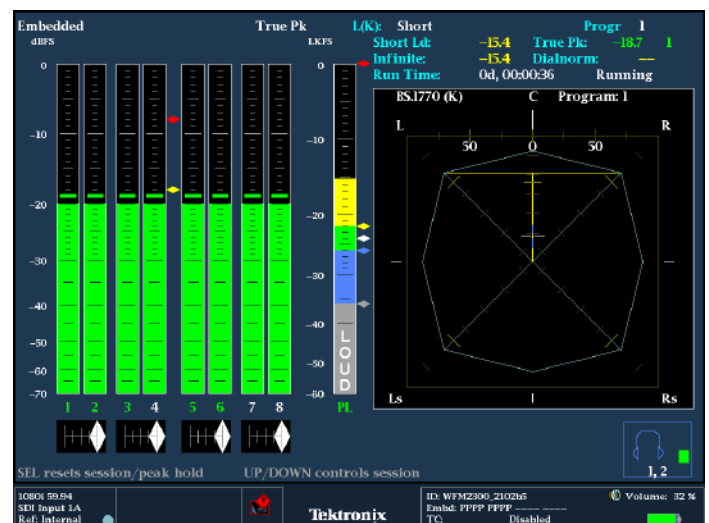 Embedded True Pk L(K): Short Progr 1
dBFS LKFS Short Ld: -15.4 True Pk: -18.7 1
Infinite: -15.4 Dialnorm: --
Run Time: 0d, 00:00:36 Running
BS.1770 (K) C Program: 1
L R
50 0 50
0 0
-10 -10
-20 -20
-30 -30
-40 -40
-50 -50
-60 -60
-70
LOUD
Ls Rs
1 2 3 4 5 6 7 8 PL
SEL resets session/peak hold UP/DOWN controls session
1, 2
1080i 59.94
SDI Input 1A
Ref: Internal
Tektronix
ID: WFM2300_2102b5 Volume: 32 %
Embd: PPPP PPPP ---- ----
TC: Disabled